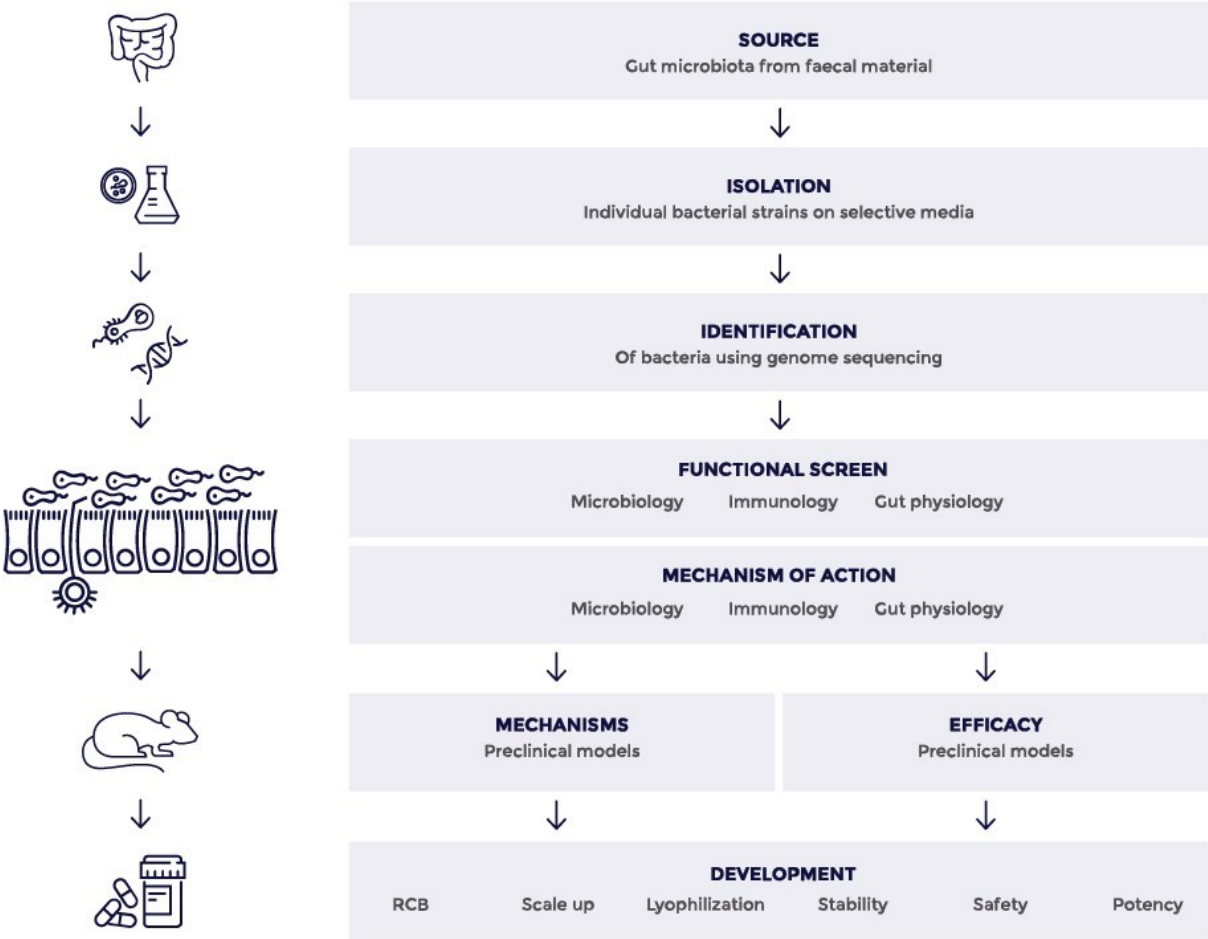 SOURCE
Gut microbiota from faecal material
ISOLATION
Individual bacterial strains on selective media
IDENTIFICATION
Of bacteria using genome sequencing
FUNCTIONAL SCREEN
Microbiology Immunology Gut physiology
MECHANISM OF ACTION
Microbiology Immunology Gut physiology
MECHANISMS
Preclinical models
EFFICACY
Preclinical models
DEVELOPMENT
RCB Scale up Lyophilization Stability Safety Potency